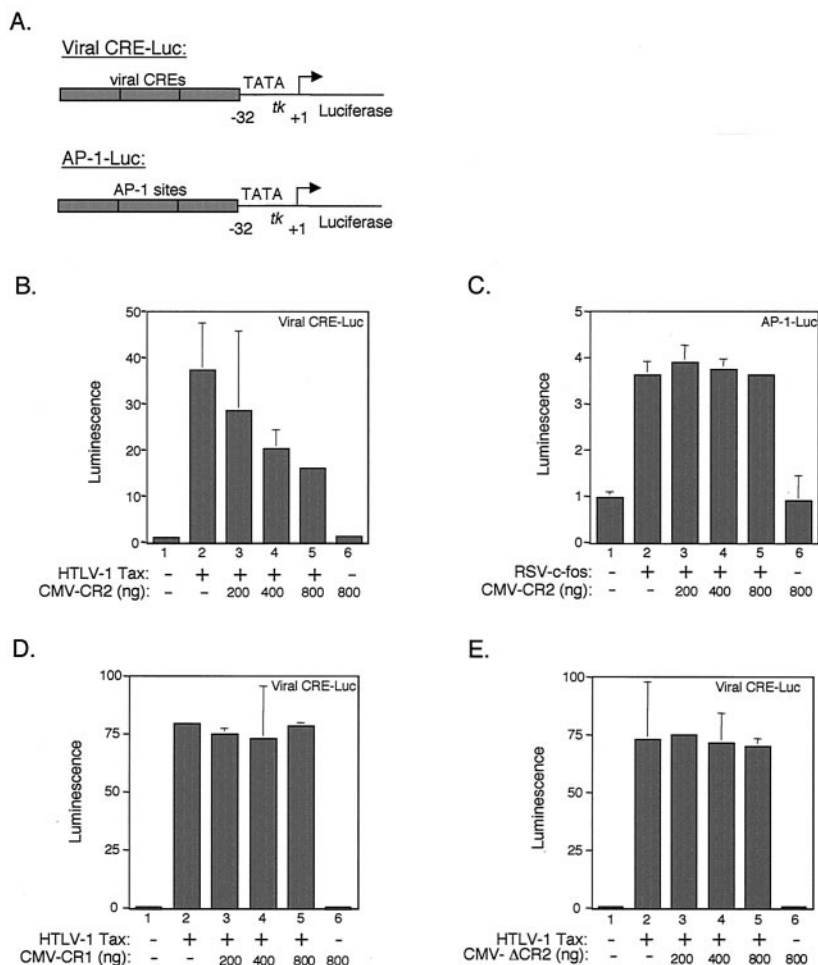 A.
Viral CRE-Luc:
viral CREs
TATA
-32
tk
+1
Luciferase
AP-1-Luc:
AP-1 sites
TATA
-32
tk
+1
Luciferase
B.
Viral CRE-Luc
Luminescence
50
40
30
20
10
0
1 2 3 4 5 6
HTLV-1 Tax: - + + + + -
CMV-CR2 (ng): - - 200 400 800 800
C.
AP-1-Luc
Luminescence
5
4
3
2
1
0
1 2 3 4 5 6
RSV-c-fos: - + + + + -
CMV-CR2 (ng): - - 200 400 800 800
D.
Viral CRE-Luc
Luminescence
100
75
50
25
0
1 2 3 4 5 6
HTLV-1 Tax: - + + + + -
CMV-CR1 (ng): - - 200 400 800 800
E.
Viral CRE-Luc
Luminescence
100
75
50
25
0
1 2 3 4 5 6
HTLV-1 Tax: - + + + + -
CMV- ΔCR2 (ng): - - 200 400 800 800